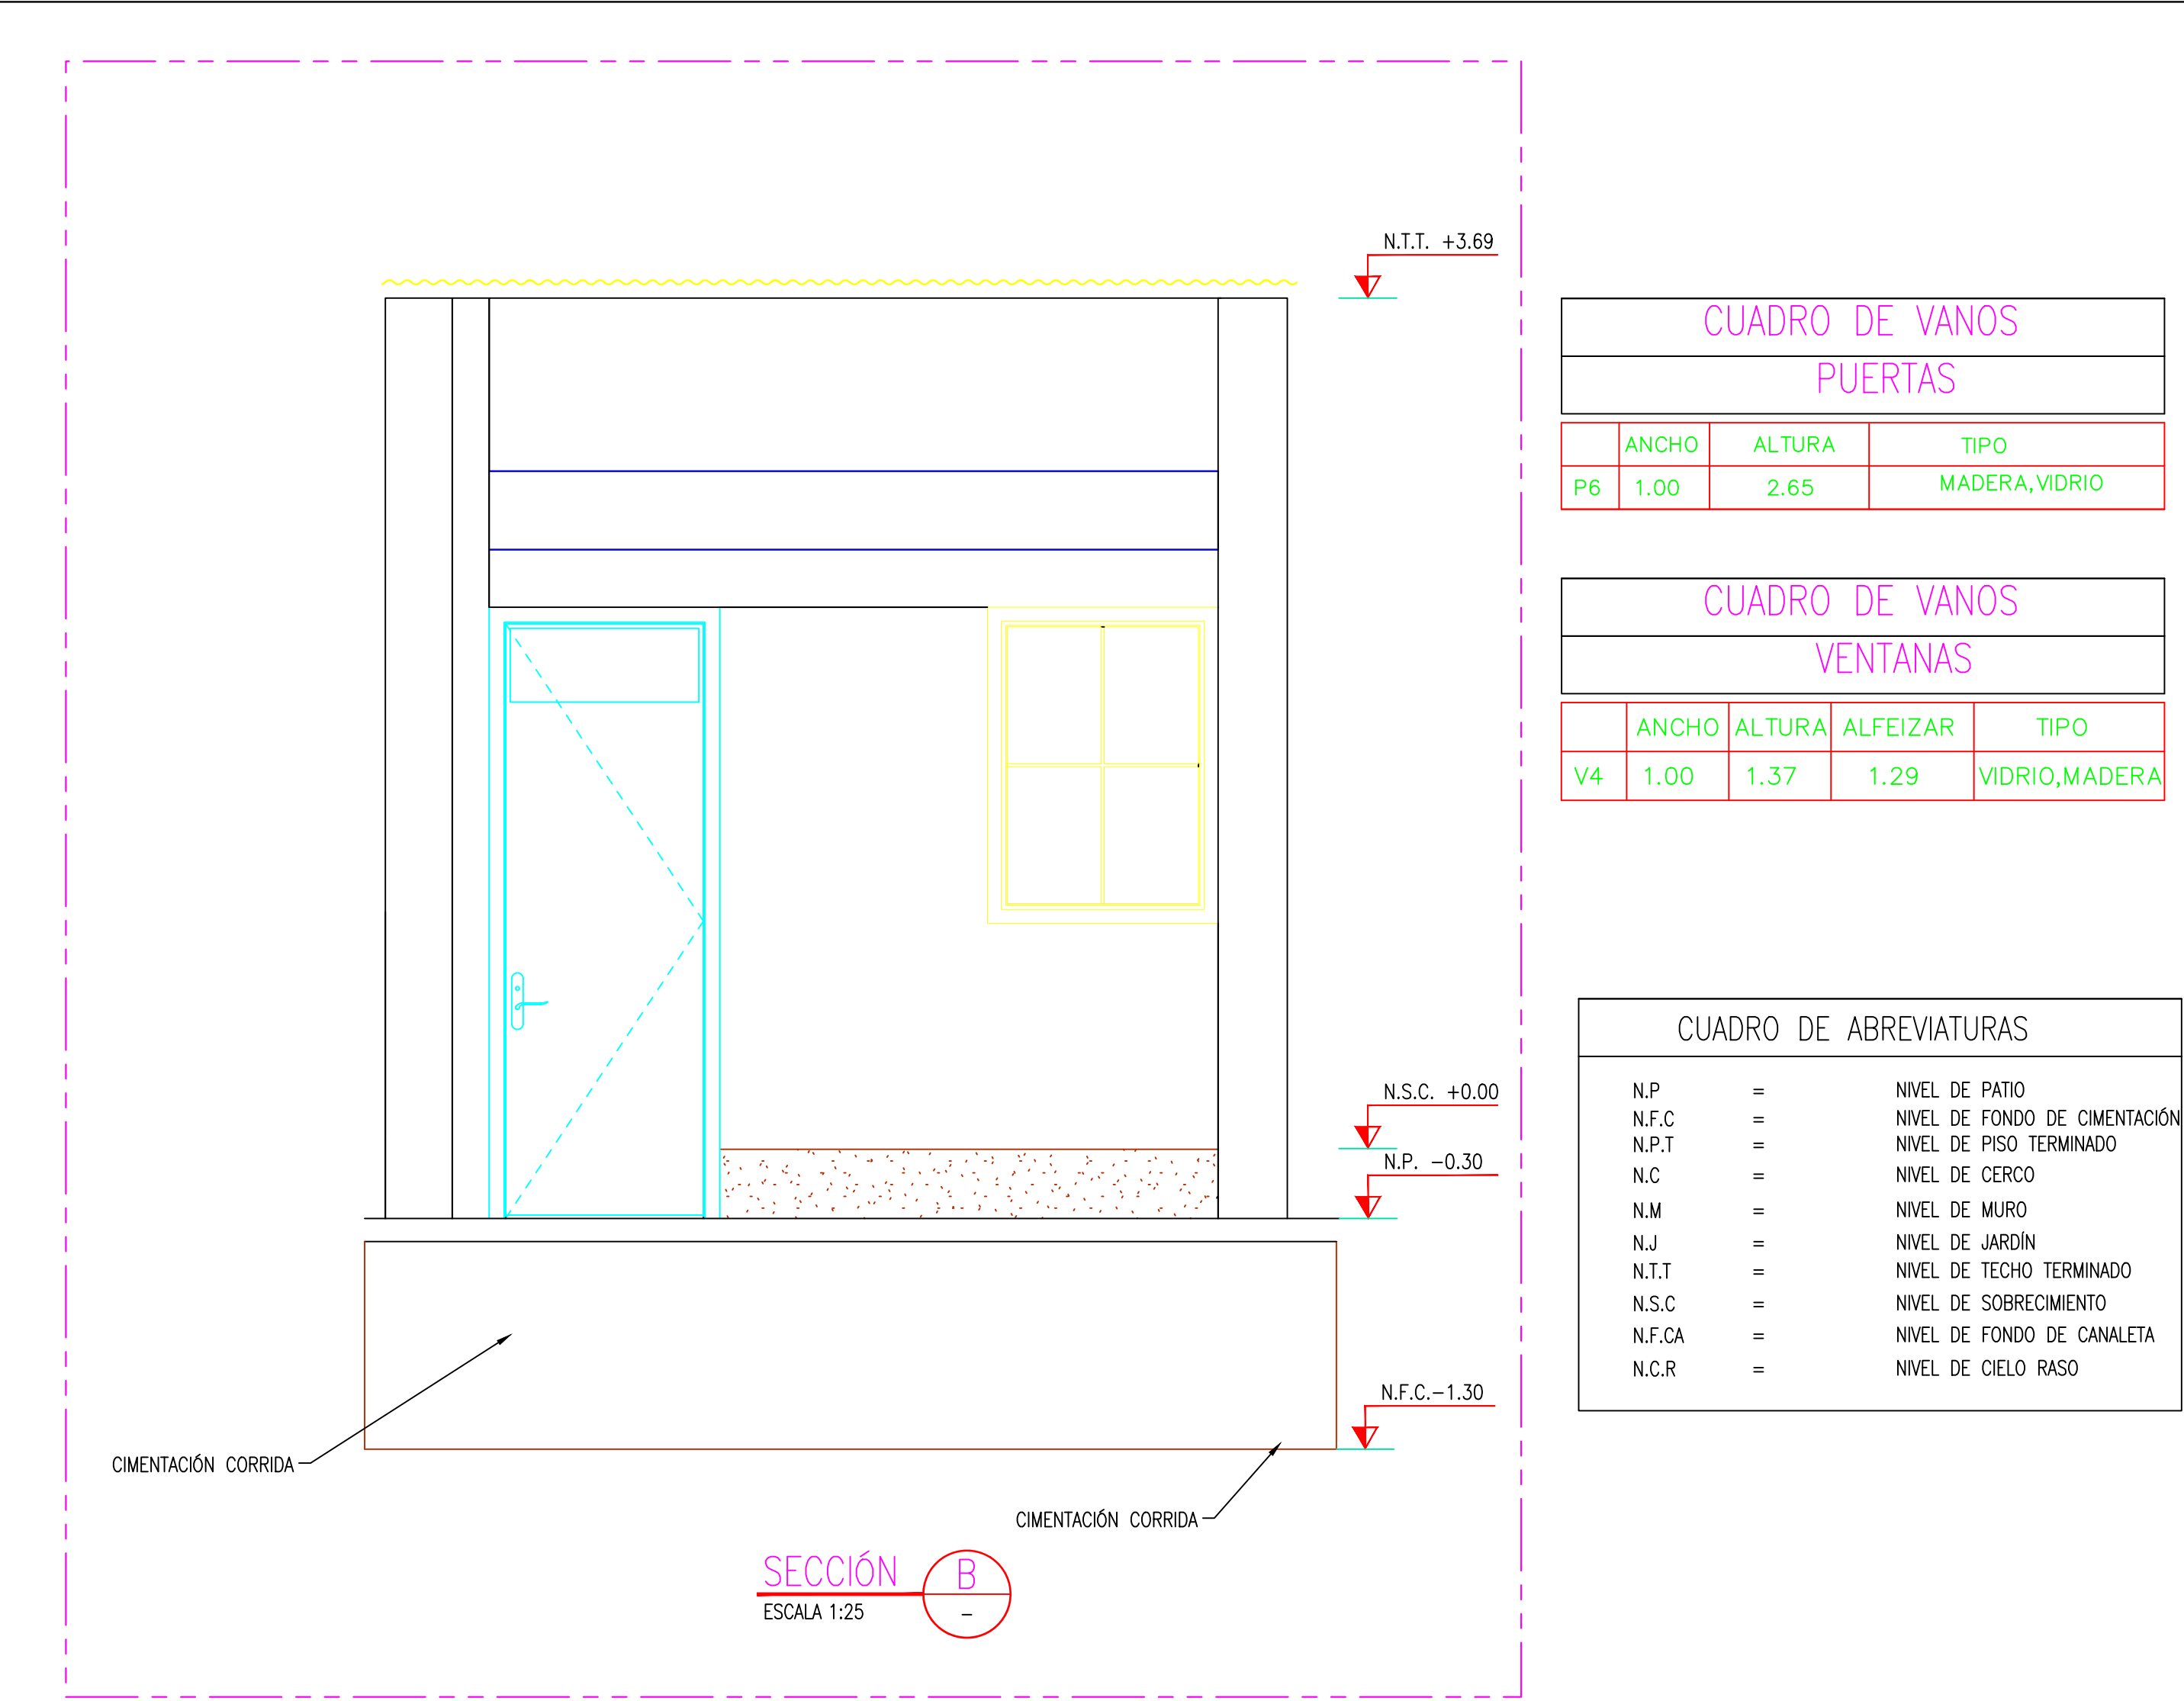 N.T.T. +3.69
N.S.C. +0.00
N.P. -0.30
N.F.C.-1.30
CIMENTACIÓN CORRIDA
CIMENTACIÓN CORRIDA
SECCIÓN B
ESCALA 1:25 -
CUADRO DE VANOS
PUERTAS
ANCHO ALTURA TIPO
P6 1.00 2.65 MADERA,VIDRIO
CUADRO DE VANOS
VENTANAS
ANCHO ALTURA ALFEIZAR TIPO
V4 1.00 1.37 1.29 VIDRIO,MADERA
CUADRO DE ABREVIATURAS
N.P = NIVEL DE PATIO
N.F.C = NIVEL DE FONDO DE CIMENTACIÓN
N.P.T = NIVEL DE PISO TERMINADO
N.C = NIVEL DE CERCO
N.M = NIVEL DE MURO
N.J = NIVEL DE JARDÍN
N.T.T = NIVEL DE TECHO TERMINADO
N.S.C = NIVEL DE SOBRECIMIENTO
N.F.CA = NIVEL DE FONDO DE CANALETA
N.C.R = NIVEL DE CIELO RASO